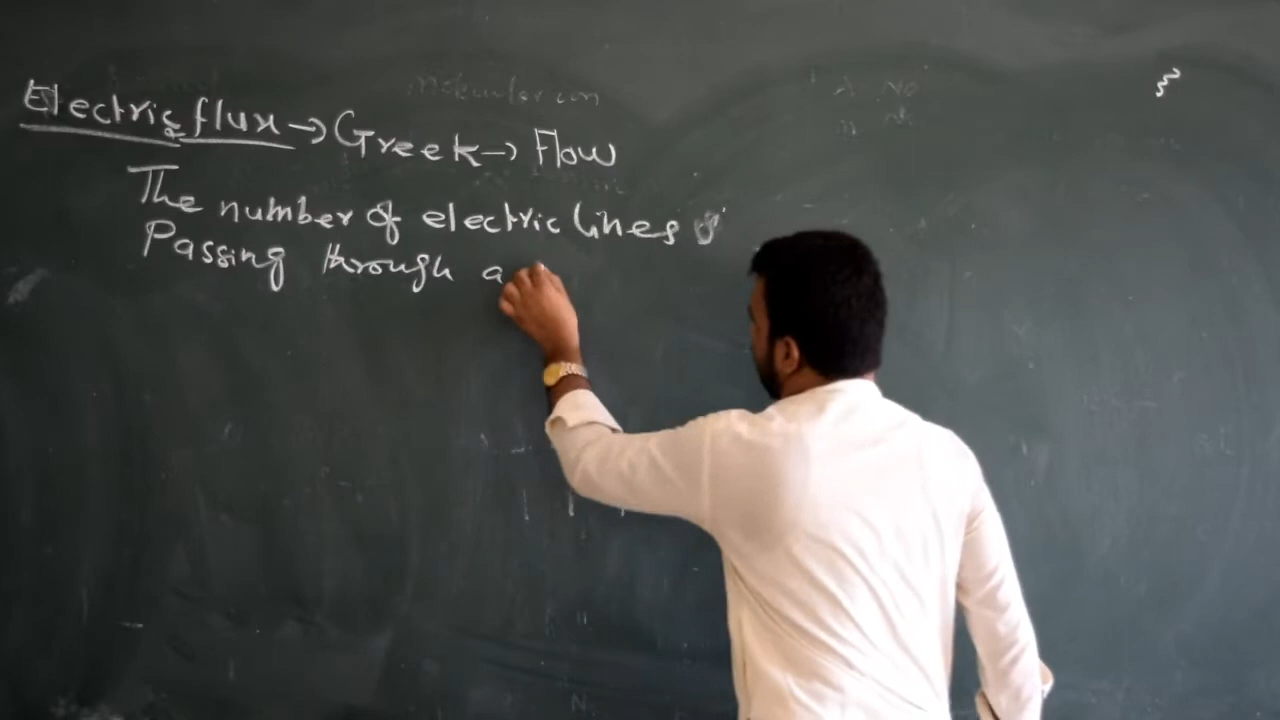 Electric flux → Greek → Flow
The number of electric lines
Passing through a